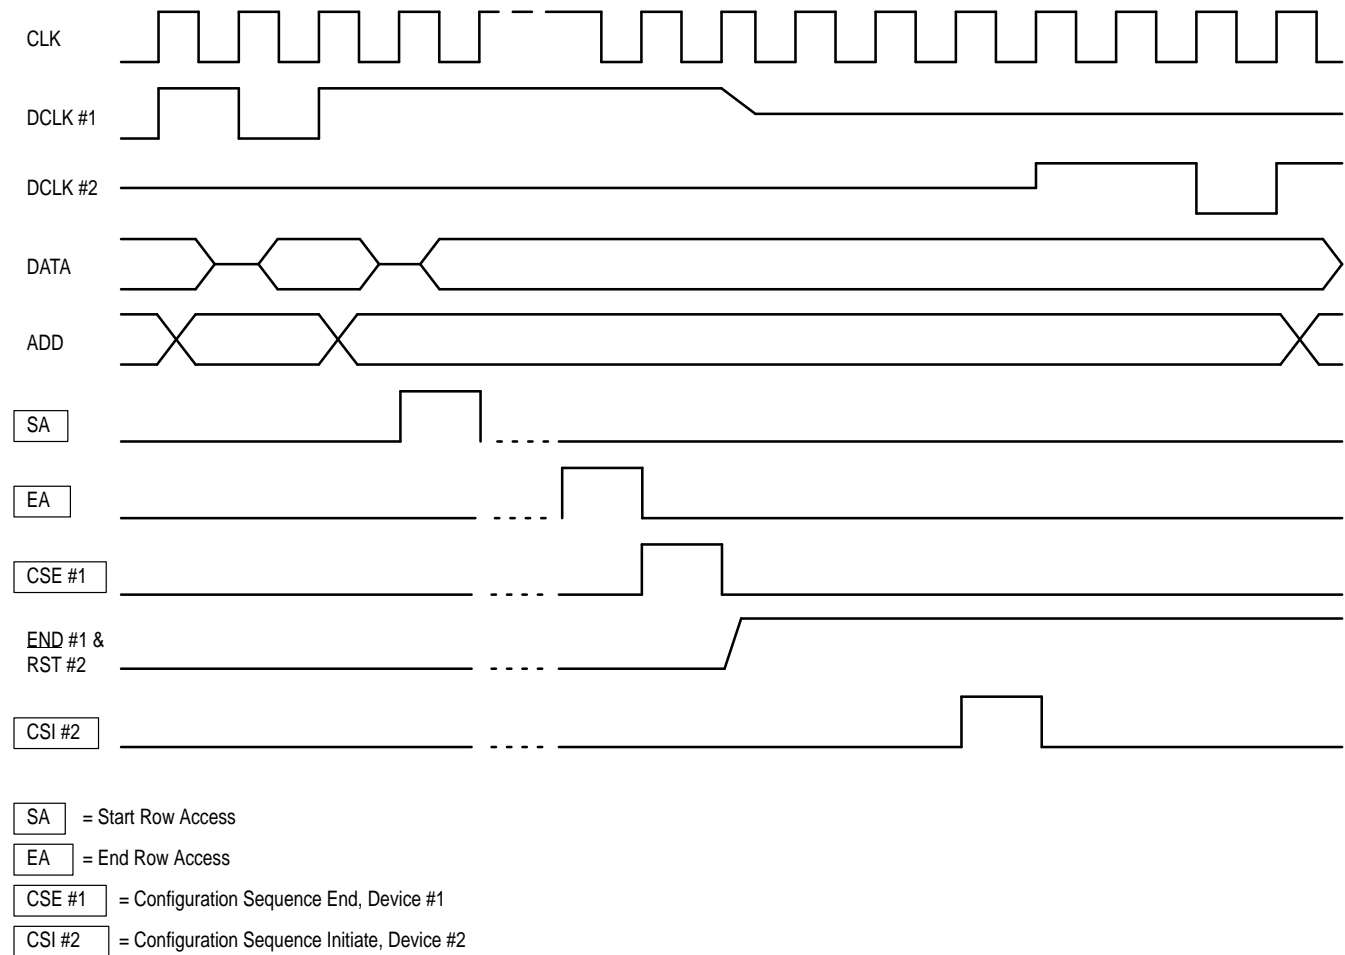 CLK
DCLK #1
DCLK #2
DATA
ADD
SA
EA
CSE #1
END #1 &
RST #2
CSI #2
SA = Start Row Access
EA = End Row Access
CSE #1 = Configuration Sequence End, Device #1
CSI #2 = Configuration Sequence Initiate, Device #2